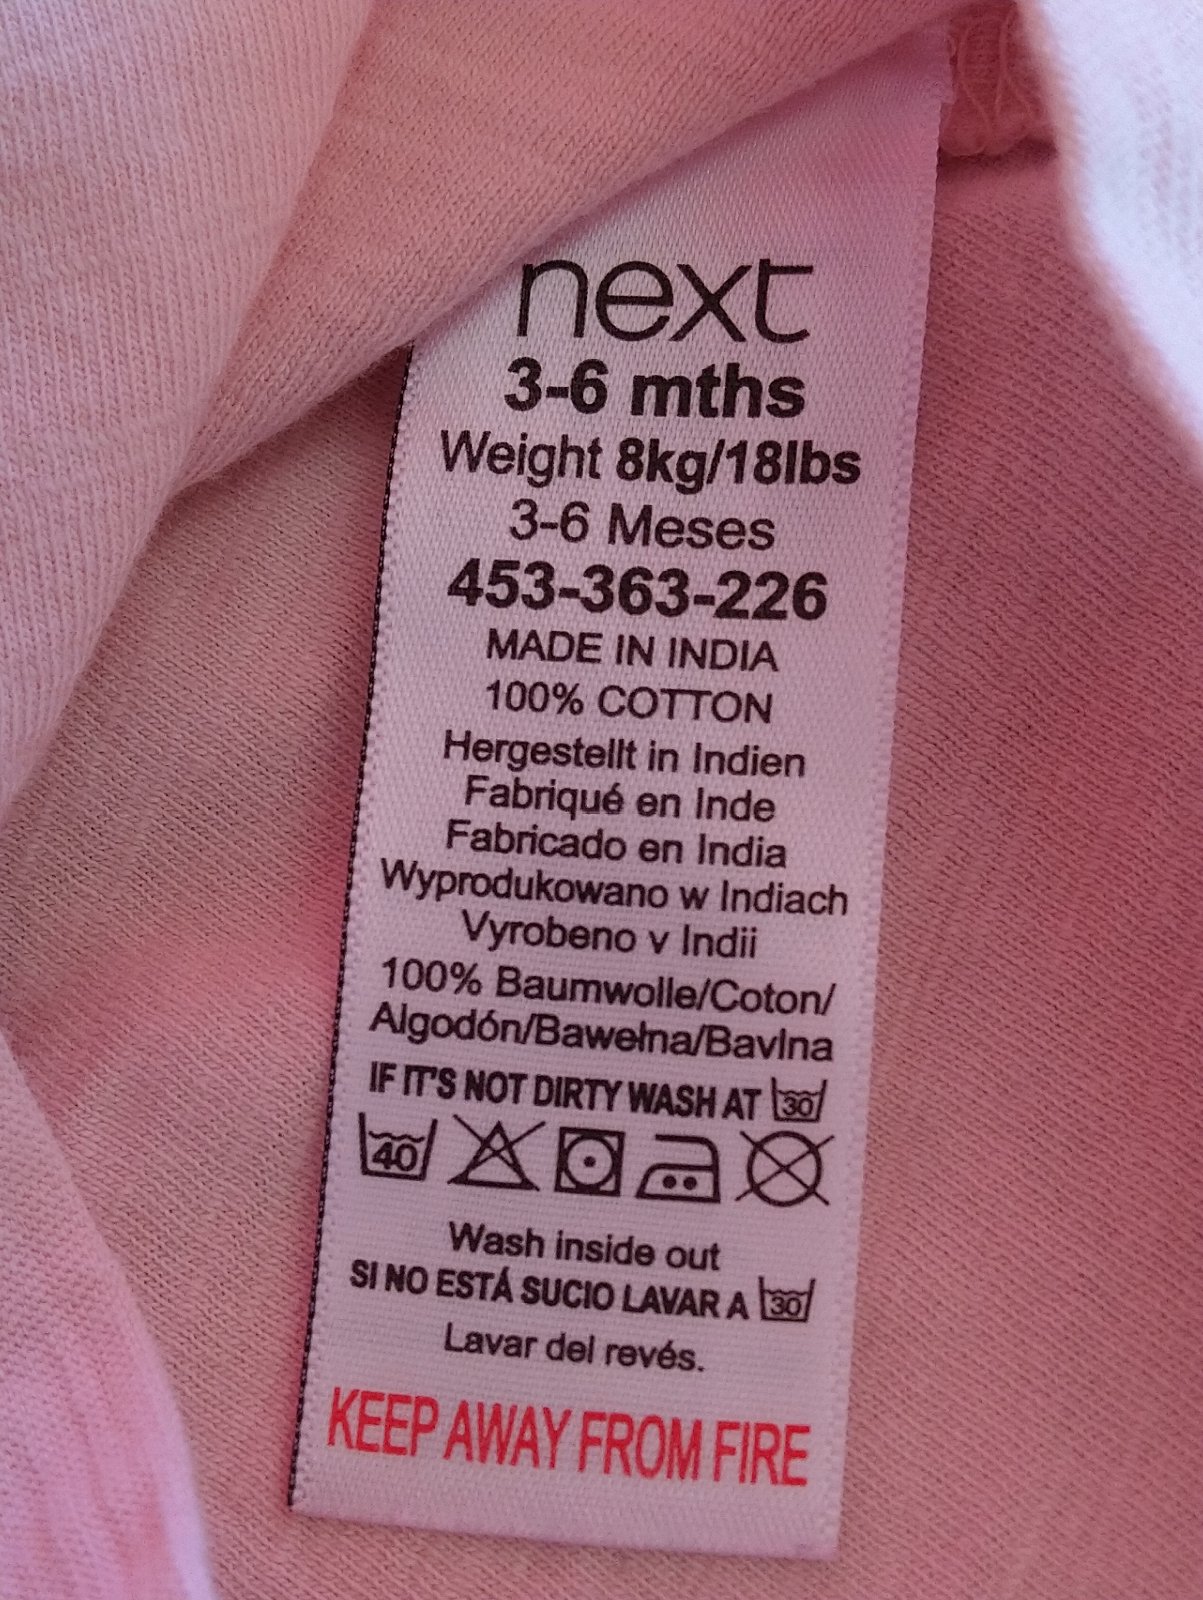 next
3-6 mths
Weight 8kg/18lbs
3-6 Meses
453-363-226
MADE IN INDIA
100% COTTON
Hergestellt in Indien
Fabriqué en Inde
Fabricado en India
Wyprodukowano w Indiach
Vyrobeno v Indii
100% Baumwolle/Coton/
Algodón/Bawełna/Bavlna
IF IT'S NOT DIRTY WASH AT 30
40
Wash inside out
SI NO ESTÁ SUCIO LAVAR A 30
Lavar del revés.
KEEP AWAY FROM FIRE